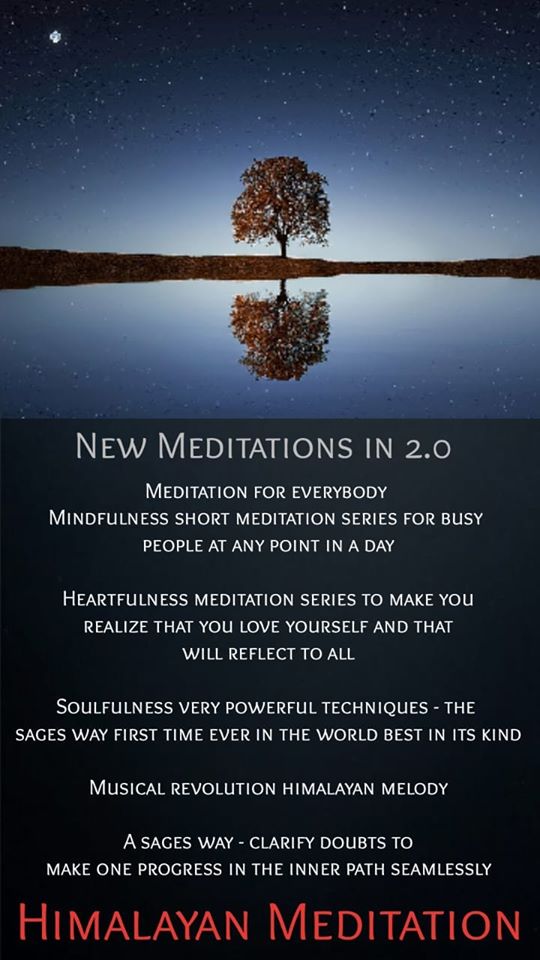 New Meditations in 2.0
Meditation for everybody
Mindfulness short meditation series for busy
people at any point in a day
Heartfulness meditation series to make you
realize that you love yourself and that
will reflect to all
Soulfulness very powerful techniques - the
sages way first time ever in the world best in its kind
Musical revolution himalayan melody
A sages way - clarify doubts to
make one progress in the inner path seamlessly
Himalayan Meditation